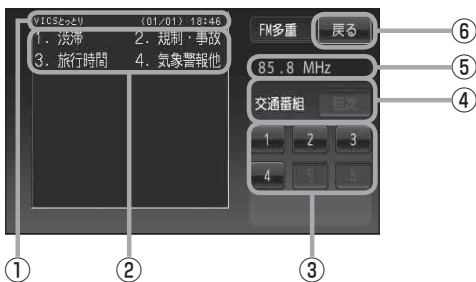 VICSとっとり (01/01) 18:46
1. 渋滞 2. 規制・事故
3. 旅行時間 4. 気象警報他
FM多重 戻る
85.8 MHz
交通番組 目次
1 2 3
4 5 6
⑥
⑤
④
① ② ③